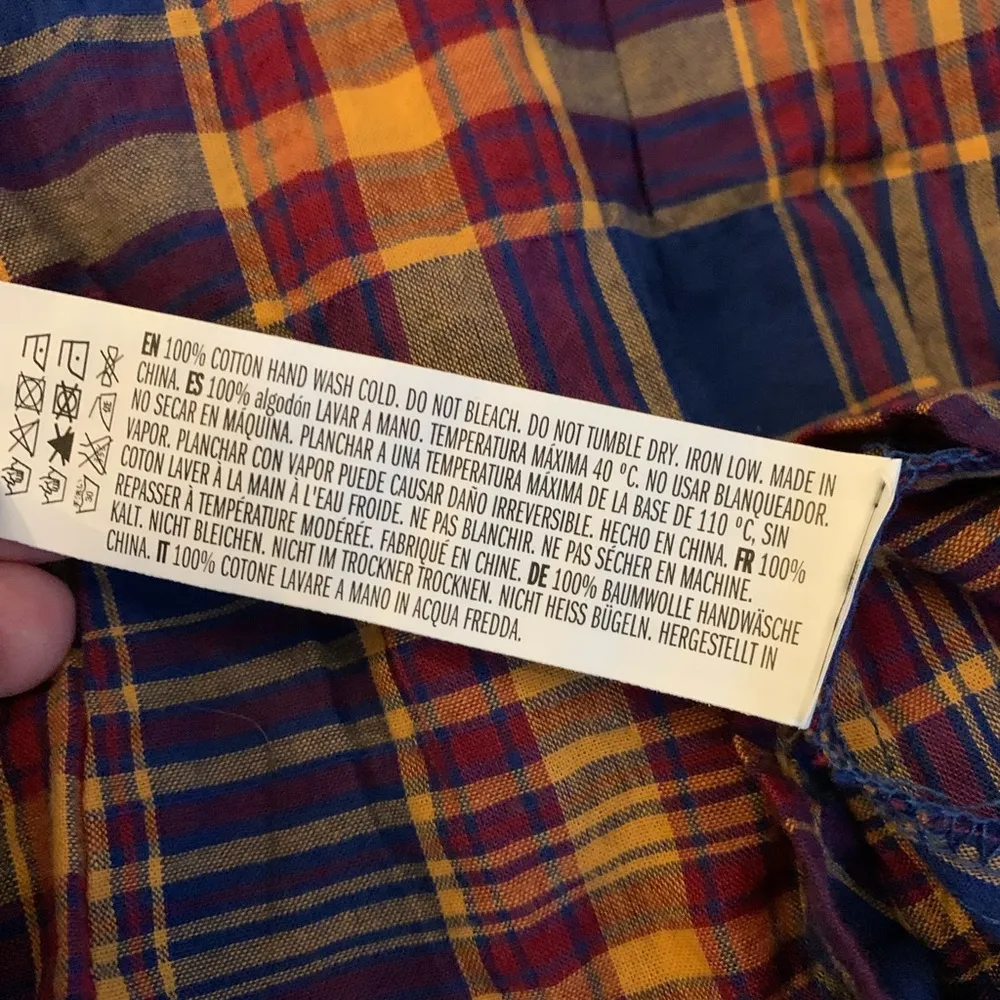 EN 100% COTTON HAND WASH COLD. DO NOT BLEACH. DO NOT TUMBLE DRY. IRON LOW. MADE IN
CHINA. ES 100% algodón LAVAR A MANO. TEMPERATURA MÁXIMA 40 ºC. NO USAR BLANQUEADOR.
NO SECAR EN MÁQUINA. PLANCHAR A UNA TEMPERATURA MÁXIMA DE LA BASE DE 110 ºC, SIN
VAPOR. PLANCHAR CON VAPOR PUEDE CAUSAR DAÑO IRREVERSIBLE. HECHO EN CHINA. FR 100%
COTON LAVER À LA MAIN À L'EAU FROIDE. NE PAS BLANCHIR. NE PAS SÉCHER EN MACHINE.
REPASSER À TEMPÉRATURE MODÉRÉE. FABRIQUÉ EN CHINE. DE 100% BAUMWOLLE HANDWÄSCHE
KALT. NICHT BLEICHEN. NICHT IM TROCKNER TROCKNEN. NICHT HEISS BÜGELN. HERGESTELLT IN
CHINA. IT 100% COTONE LAVARE A MANO IN ACQUA FREDDA.